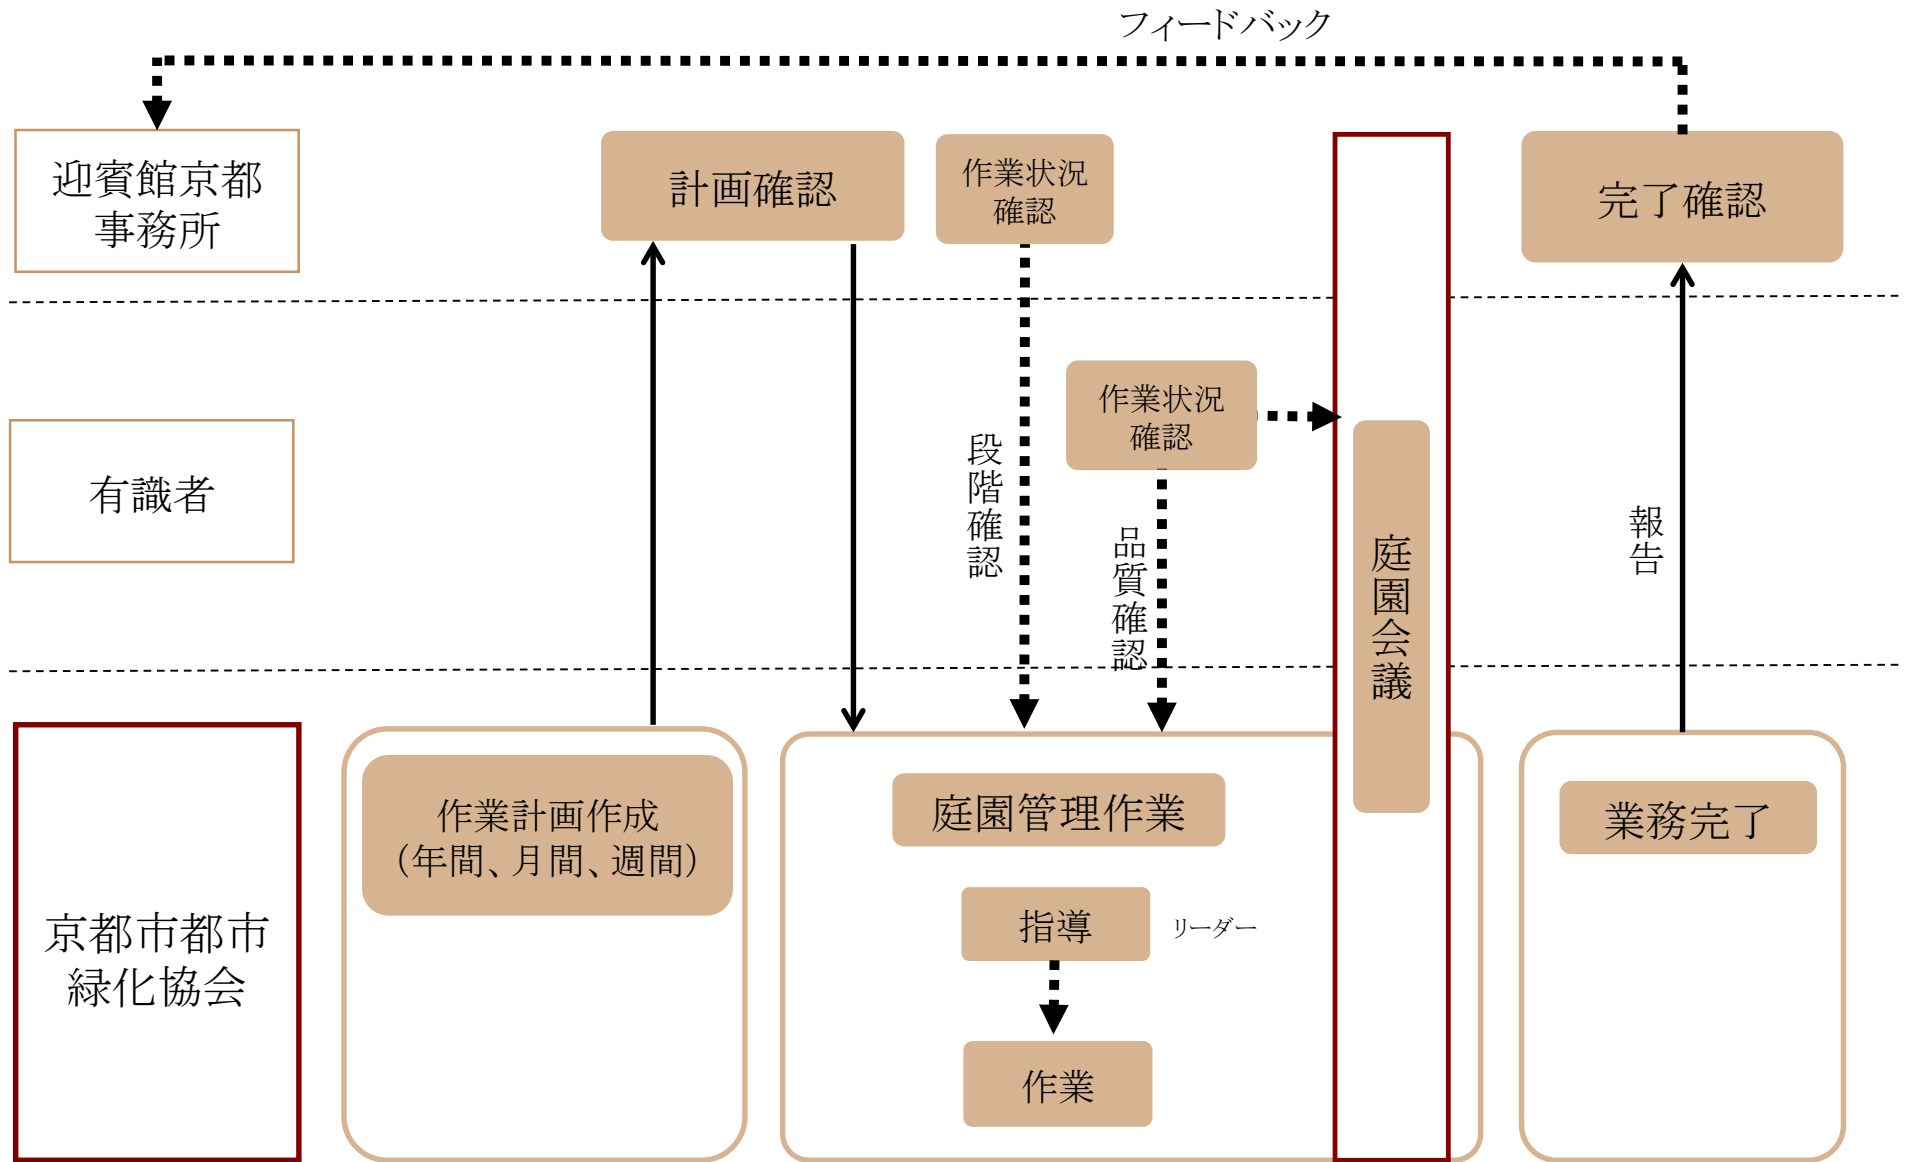 フィードバック
迎賓館京都
事務所
計画確認
作業状況
確認
完了確認
有識者
作業状況
確認
段階確認
品質確認
庭園会議
報告
京都市都市
緑化協会
作業計画作成
（年間、月間、週間）
庭園管理作業
指導
リーダー
作業
業務完了